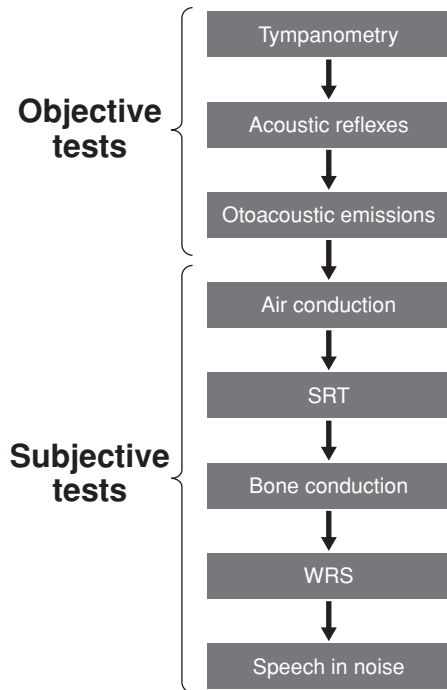 Objective
tests
Tympanometry
Acoustic reflexes
Otoacoustic emissions
Subjective
tests
Air conduction
SRT
Bone conduction
WRS
Speech in noise